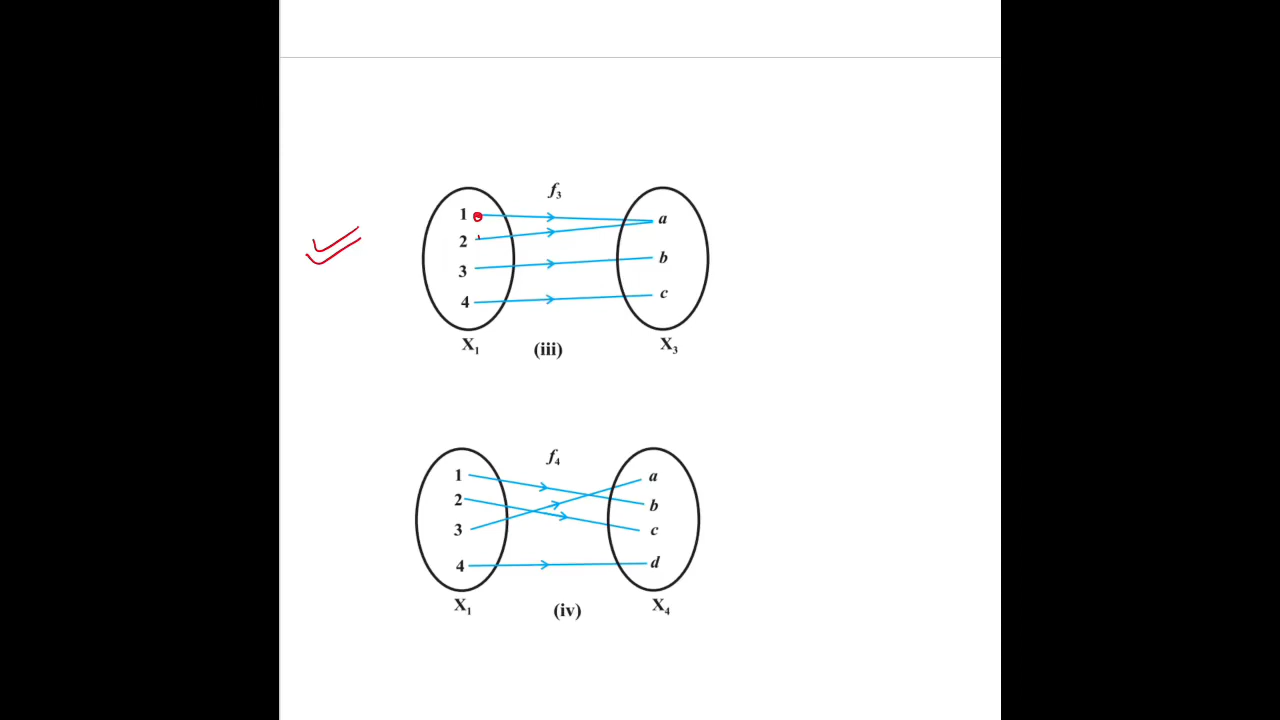 f₃
1 a
2
3 b
4 c
X₁ (iii) X₃
f₄
1 a
2 b
3 c
4 d
X₁ (iv) X₄